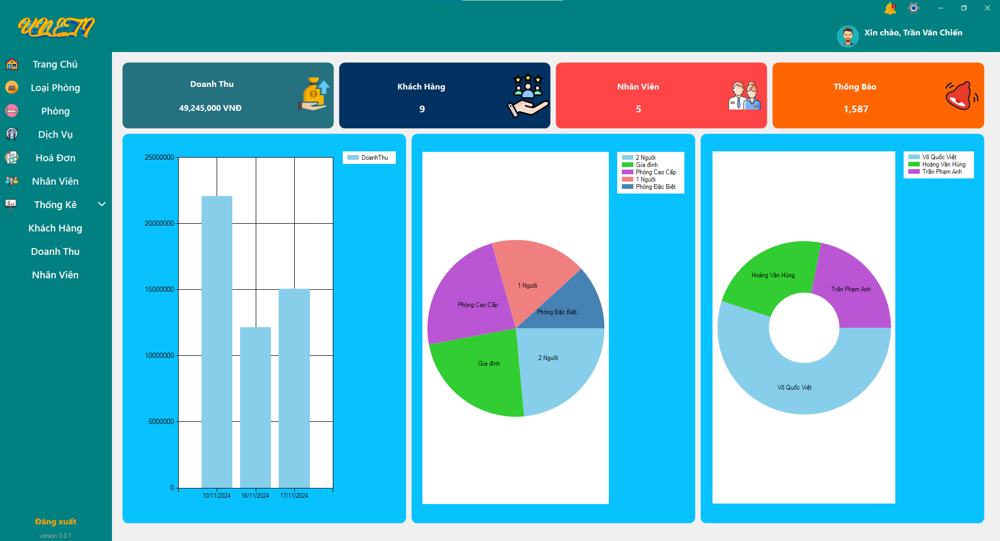 UNETI
1
Xin chào, Trần Văn Chiến
Trang Chủ
Loại Phòng
Phòng
Dịch Vụ
Hoá Đơn
Nhân Viên
Thống Kê
Khách Hàng
Doanh Thu
Nhân Viên
Đăng xuất
version 0.0.1
Doanh Thu
49,245,000 VNĐ
Khách Hàng
9
Nhân Viên
5
Thông Báo
1,587
25000000
20000000
15000000
10000000
5000000
0
10/11/2024
16/11/2024
17/11/2024
DoanhThu
2 Người
Gia đình
Phòng Cao Cấp
1 Người
Phòng Đặc Biệt
1 Người
Phòng Cao Cấp
Phòng Đặc Biệt
2 Người
Gia đình
Võ Quốc Việt
Hoàng Văn Hùng
Trần Phạm Anh
Hoàng Văn Hùng
Trần Phạm Anh
Võ Quốc Việt